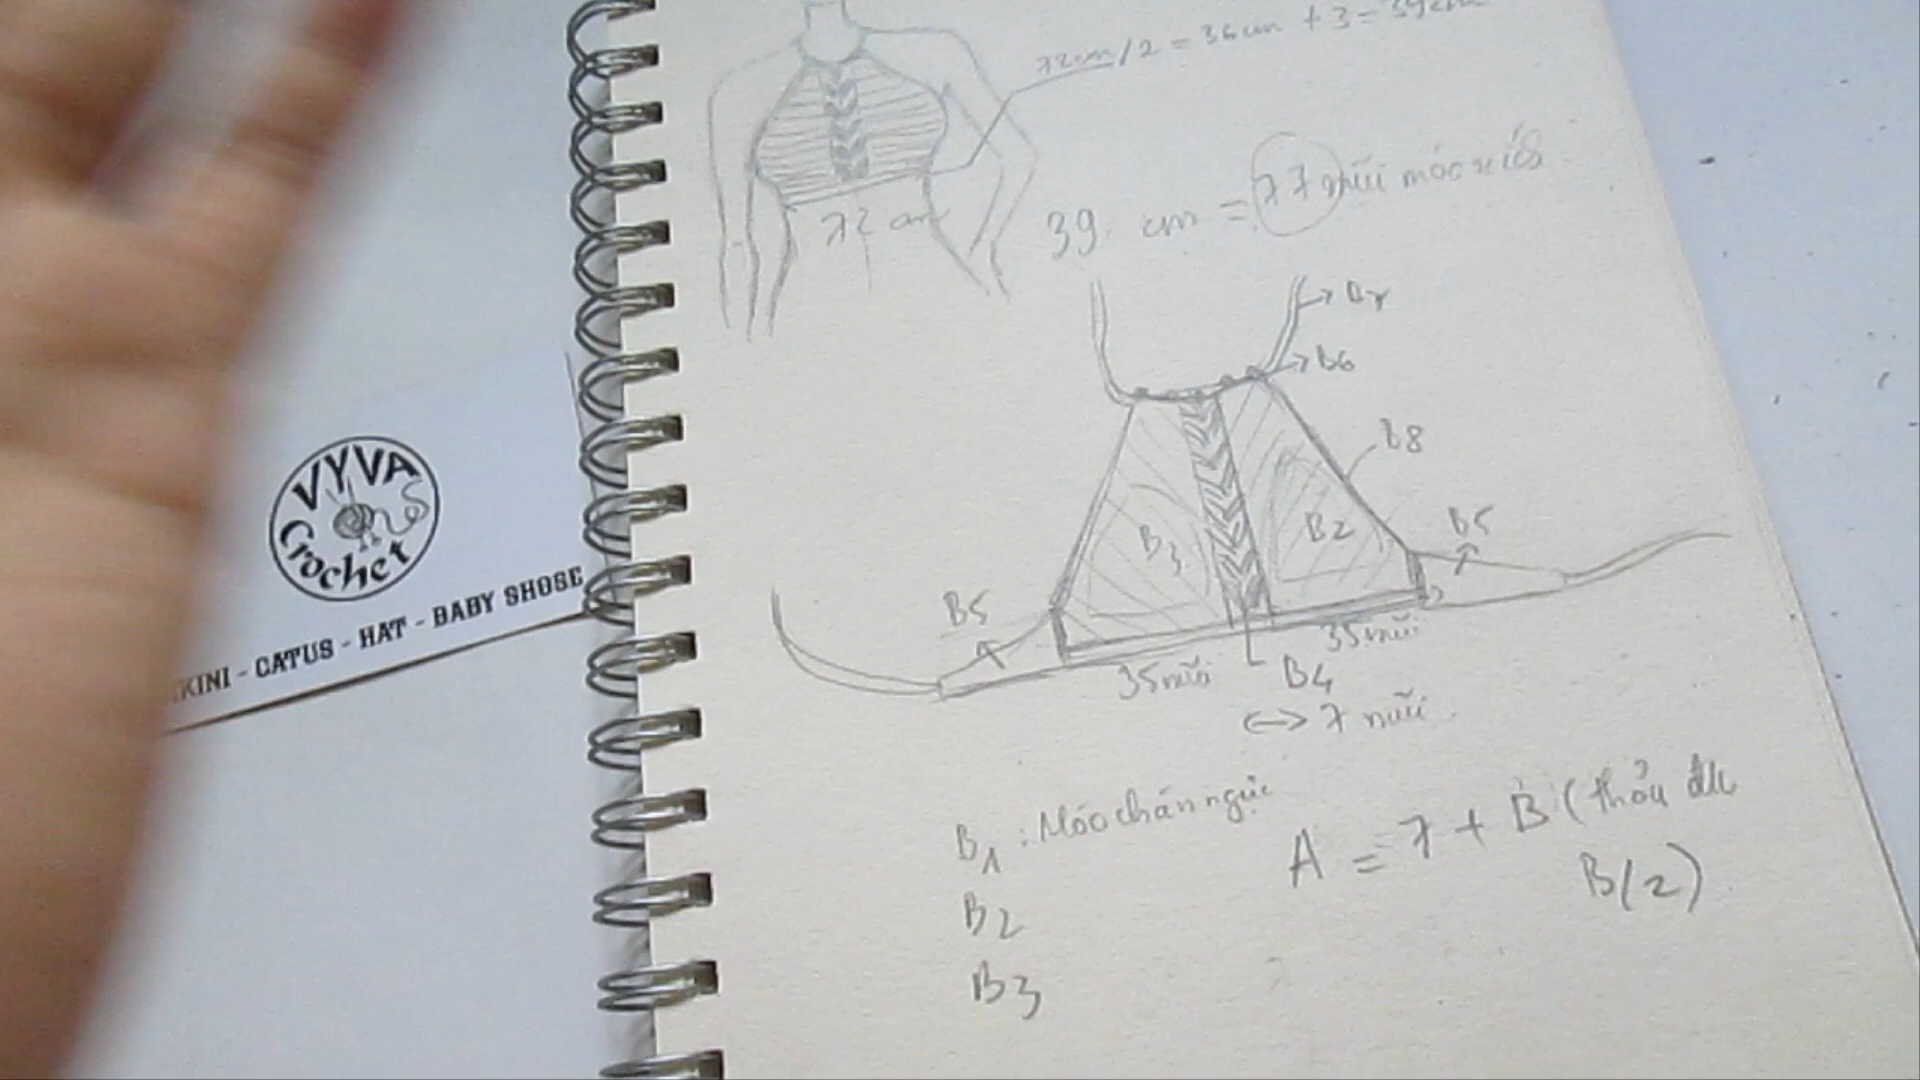 VYVA
Crochet
KINI - CATUS - HAT - BABY SHOSE
72cm/2 = 36cm + 3 = 39cm
72 cm
39 cm = 77 mũi móc xích
B7
B6
B8
B3
B2
B5
B5
35 mũi
35 mũi
B4
7 mũi
B1 : Móc chân ngực
A = 7 + B (thỏa đk
B/2)
B2
B3